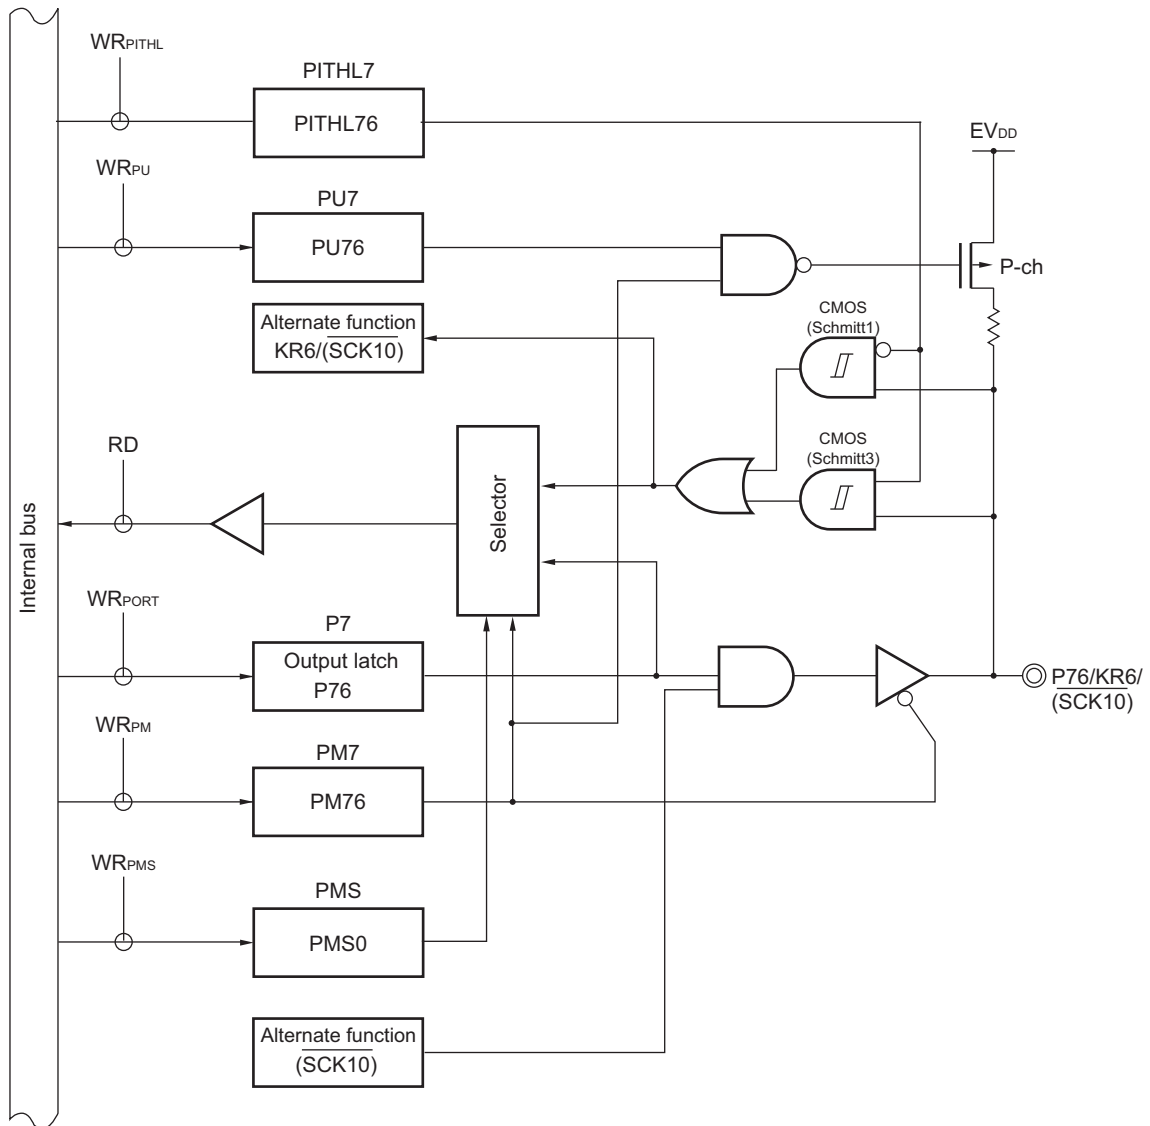 WRPITHL
PITHL7
PITHL76
EVDD
WRPU
PU7
PU76
P-ch
CMOS
(Schmitt1)
Alternate function
KR6/(SCK10)
RD
CMOS
(Schmitt3)
Selector
Internal bus
WRPORT
P7
Output latch
P76
P76/KR6/
(SCK10)
WRPM
PM7
PM76
WRPMS
PMS
PMS0
Alternate function
(SCK10)